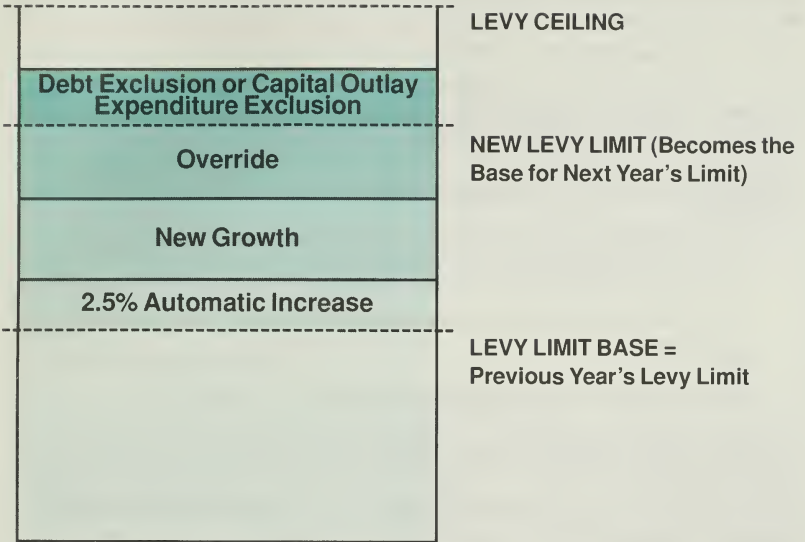 LEVY CEILING
Debt Exclusion or Capital Outlay
Expenditure Exclusion
NEW LEVY LIMIT (Becomes the
Base for Next Year's Limit)
Override
New Growth
2.5% Automatic Increase
LEVY LIMIT BASE =
Previous Year's Levy Limit